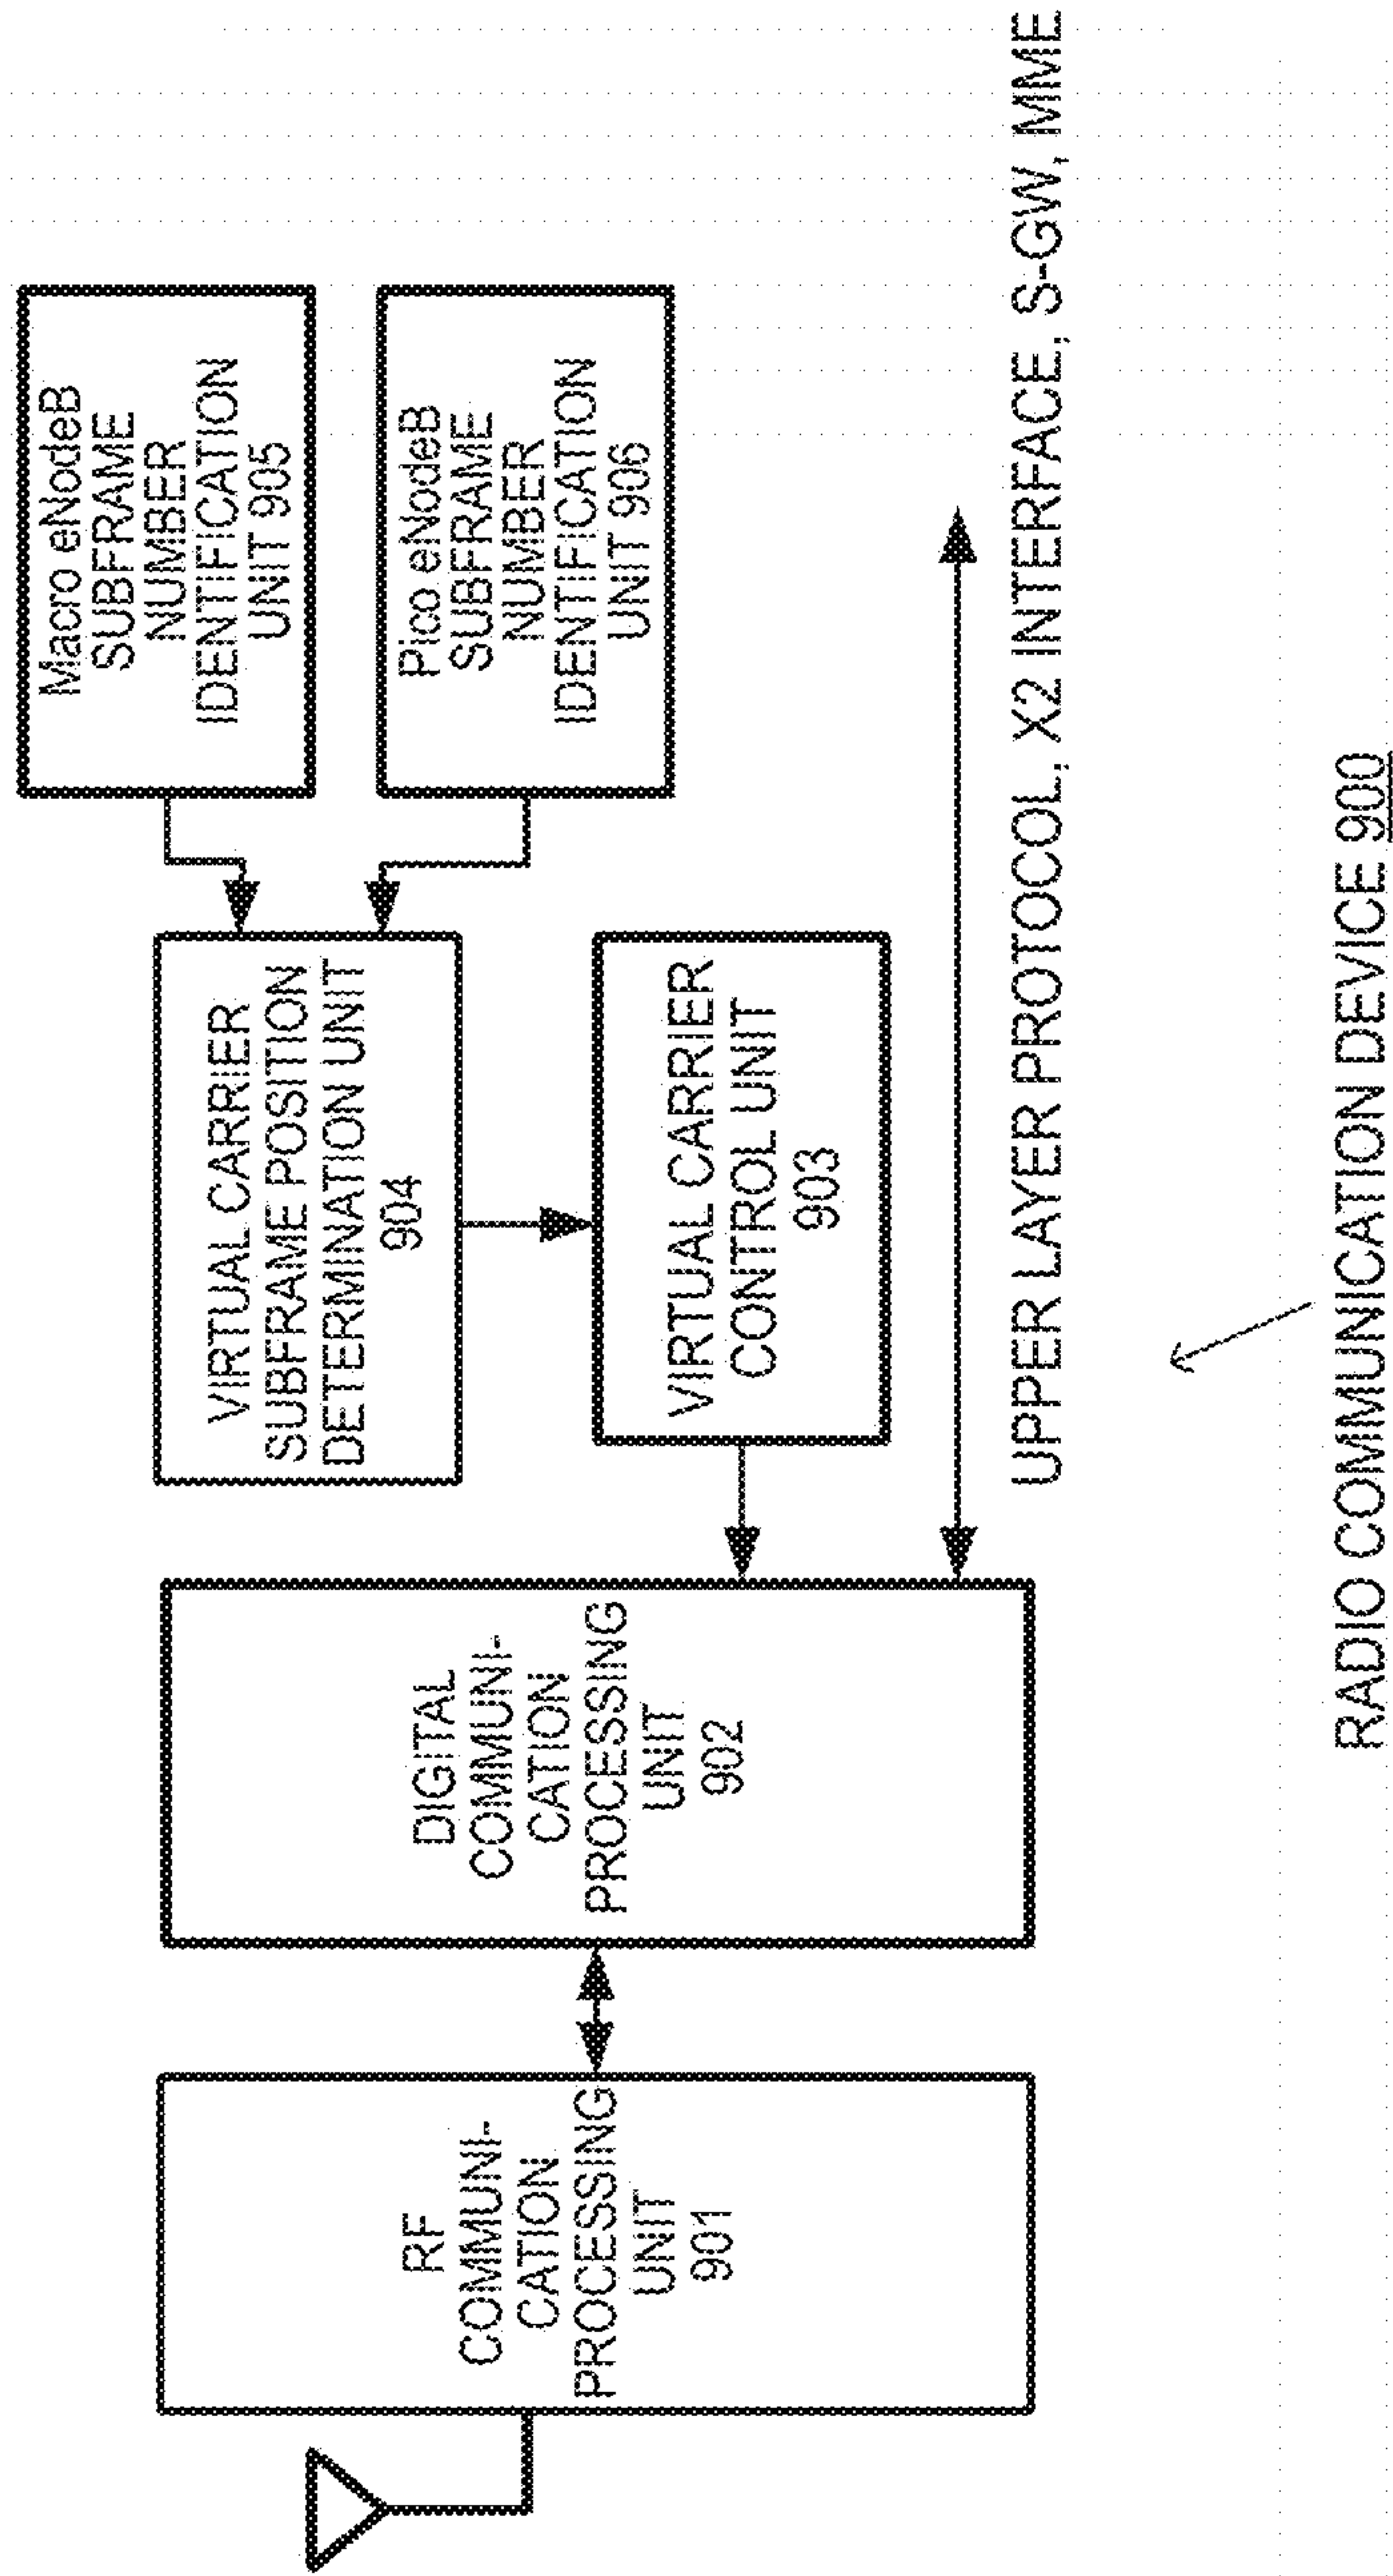 RF
COMMUNI-
CATION
PROCESSING
UNIT
901
DIGITAL
COMMUNI-
CATION
PROCESSING
UNIT
902
VIRTUAL CARRIER
SUBFRAME POSITION
DETERMINATION UNIT
904
VIRTUAL CARRIER
CONTROL UNIT
903
Macro eNodeB
SUBFRAME
NUMBER
IDENTIFICATION
UNIT 905
Pico eNodeB
SUBFRAME
NUMBER
IDENTIFICATION
UNIT 906
UPPER LAYER PROTOCOL, X2 INTERFACE, S-GW, MME
RADIO COMMUNICATION DEVICE 900